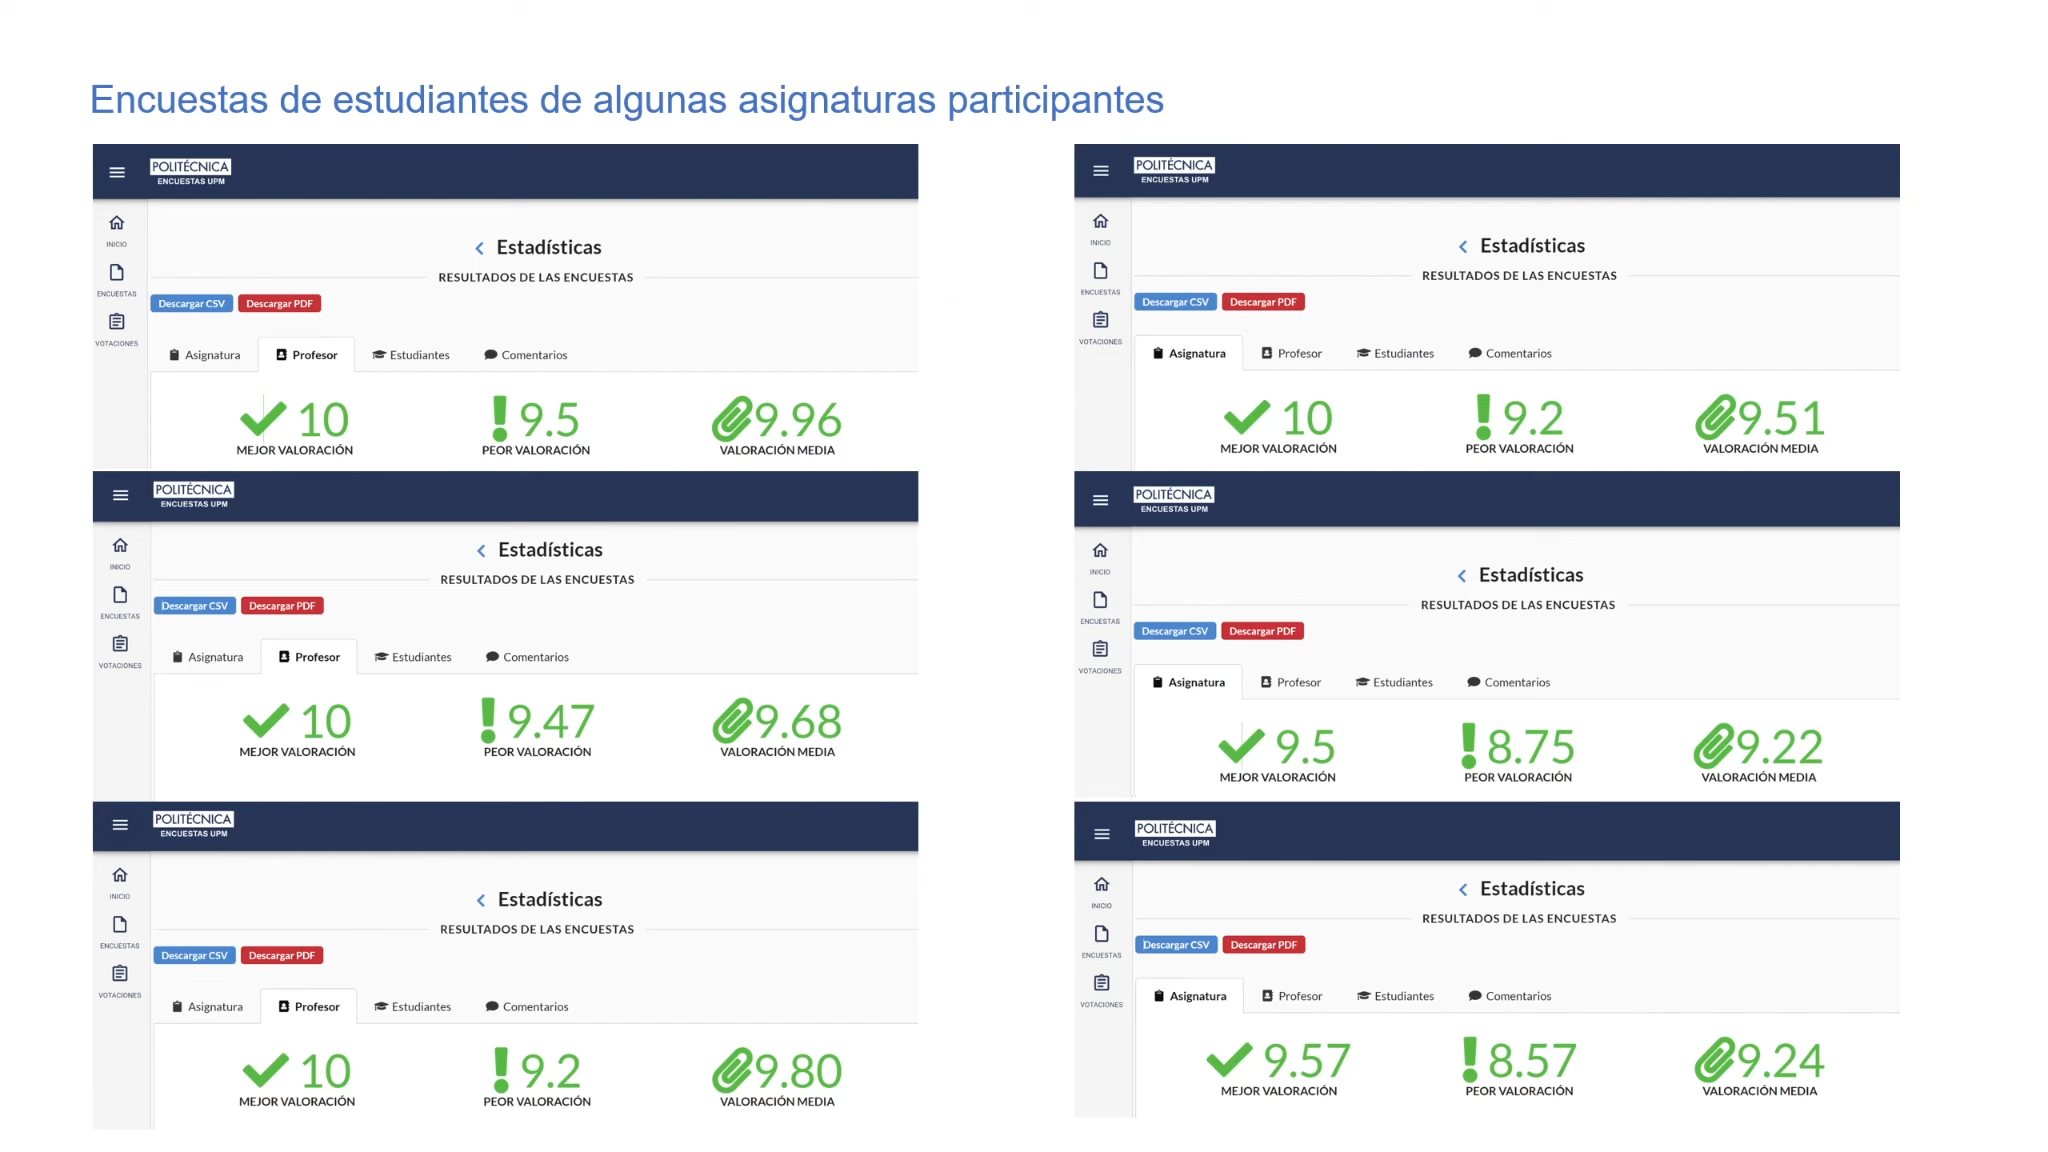 Encuestas de estudiantes de algunas asignaturas participantes
POLITÉCNICA
ENCUESTAS UPM
INICIO
ENCUESTAS
VOTACIONES
Estadísticas
RESULTADOS DE LAS ENCUESTAS
Descargar CSV Descargar PDF
Asignatura Profesor Estudiantes Comentarios
10 9.5 9.96
MEJOR VALORACIÓN PEOR VALORACIÓN VALORACIÓN MEDIA
POLITÉCNICA
ENCUESTAS UPM
INICIO
ENCUESTAS
VOTACIONES
Estadísticas
RESULTADOS DE LAS ENCUESTAS
Descargar CSV Descargar PDF
Asignatura Profesor Estudiantes Comentarios
10 9.2 9.51
MEJOR VALORACIÓN PEOR VALORACIÓN VALORACIÓN MEDIA
POLITÉCNICA
ENCUESTAS UPM
INICIO
ENCUESTAS
VOTACIONES
Estadísticas
RESULTADOS DE LAS ENCUESTAS
Descargar CSV Descargar PDF
Asignatura Profesor Estudiantes Comentarios
10 9.47 9.68
MEJOR VALORACIÓN PEOR VALORACIÓN VALORACIÓN MEDIA
POLITÉCNICA
ENCUESTAS UPM
INICIO
ENCUESTAS
VOTACIONES
Estadísticas
RESULTADOS DE LAS ENCUESTAS
Descargar CSV Descargar PDF
Asignatura Profesor Estudiantes Comentarios
9.5 8.75 9.22
MEJOR VALORACIÓN PEOR VALORACIÓN VALORACIÓN MEDIA
POLITÉCNICA
ENCUESTAS UPM
INICIO
ENCUESTAS
VOTACIONES
Estadísticas
RESULTADOS DE LAS ENCUESTAS
Descargar CSV Descargar PDF
Asignatura Profesor Estudiantes Comentarios
10 9.2 9.80
MEJOR VALORACIÓN PEOR VALORACIÓN VALORACIÓN MEDIA
POLITÉCNICA
ENCUESTAS UPM
INICIO
ENCUESTAS
VOTACIONES
Estadísticas
RESULTADOS DE LAS ENCUESTAS
Descargar CSV Descargar PDF
Asignatura Profesor Estudiantes Comentarios
9.57 8.57 9.24
MEJOR VALORACIÓN PEOR VALORACIÓN VALORACIÓN MEDIA